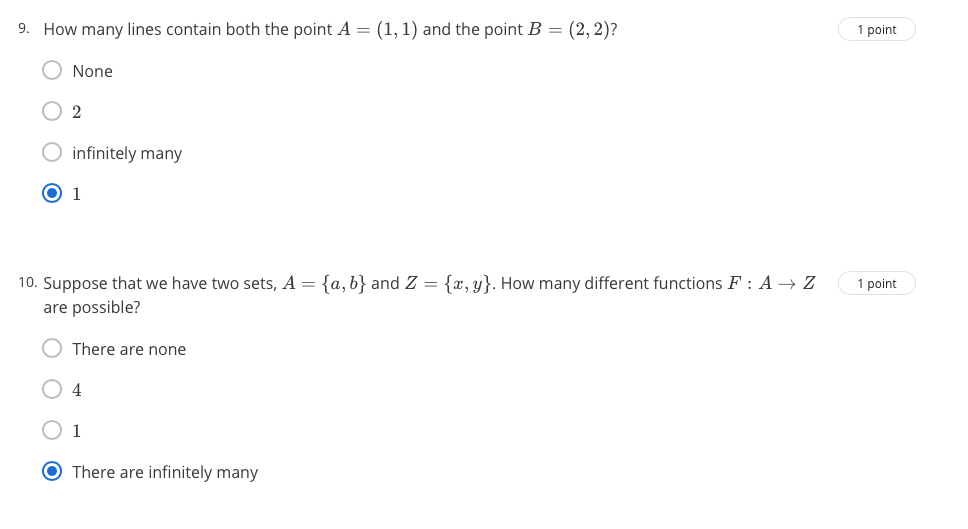 9. How many lines contain both the point A = (1, 1) and the point B = (2, 2)? 1 point
None
2
infinitely many
1
10. Suppose that we have two sets, A = {a, b} and Z = {x, y}. How many different functions F : A → Z 1 point
are possible?
There are none
4
1
There are infinitely many